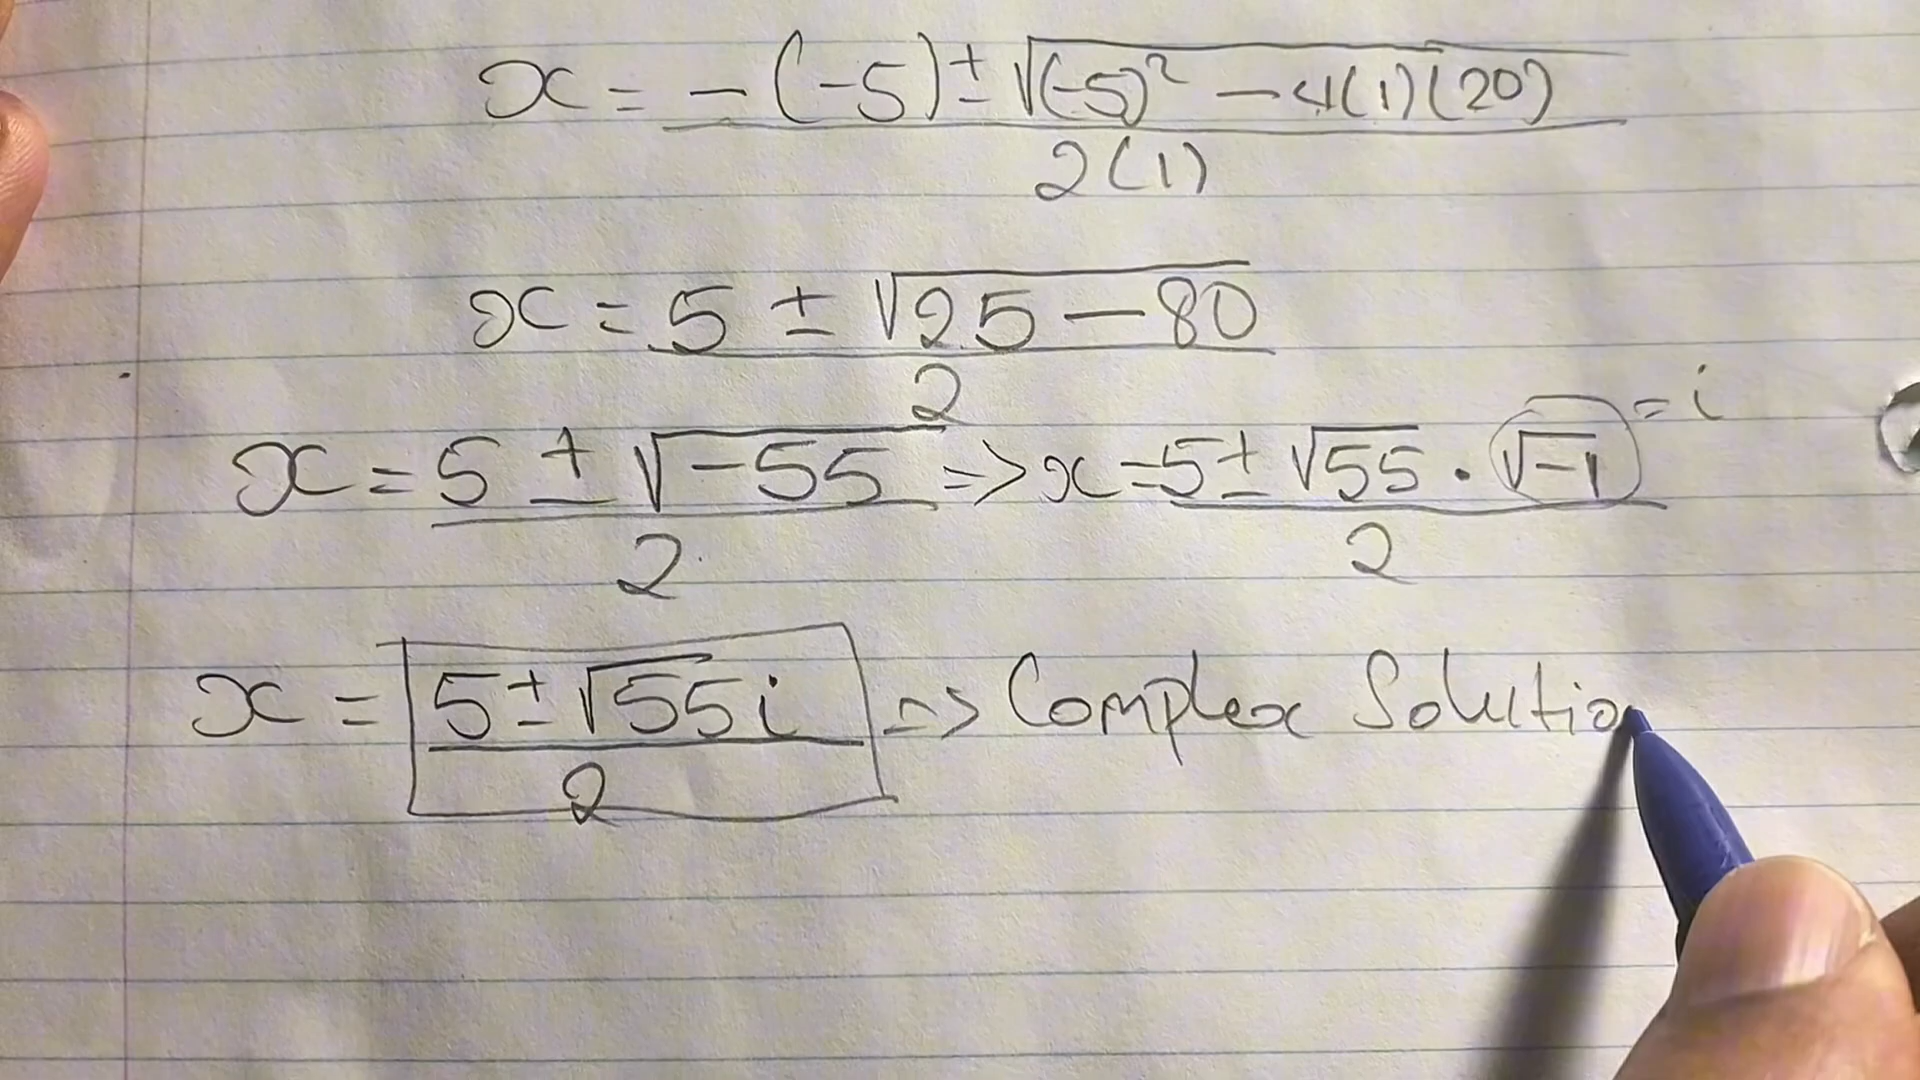 x = -(-5) ± √(-5)² - 4(1)(20)
2(1)
x = 5 ± √25 - 80
2
x = 5 ± √-55 => x = 5 ± √55 · √-1 = i
2 2
x = 5 ± √55 i => Complex Solutio
2